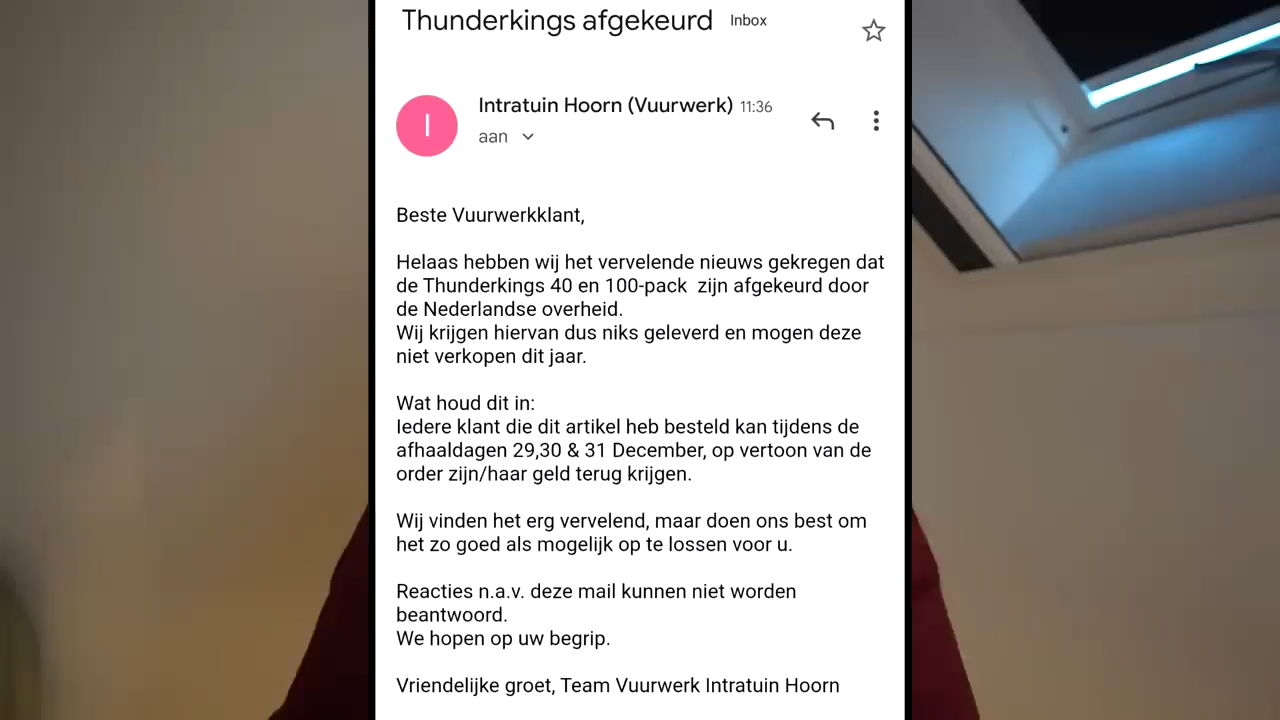 Thunderkings afgekeurd Inbox
I
Intratuin Hoorn (Vuurwerk) 11:36
aan
Beste Vuurwerkklant,
Helaas hebben wij het vervelende nieuws gekregen dat
de Thunderkings 40 en 100-pack zijn afgekeurd door
de Nederlandse overheid.
Wij krijgen hiervan dus niks geleverd en mogen deze
niet verkopen dit jaar.
Wat houd dit in:
Iedere klant die dit artikel heb besteld kan tijdens de
afhaaldagen 29,30 & 31 December, op vertoon van de
order zijn/haar geld terug krijgen.
Wij vinden het erg vervelend, maar doen ons best om
het zo goed als mogelijk op te lossen voor u.
Reacties n.a.v. deze mail kunnen niet worden
beantwoord.
We hopen op uw begrip.
Vriendelijke groet, Team Vuurwerk Intratuin Hoorn